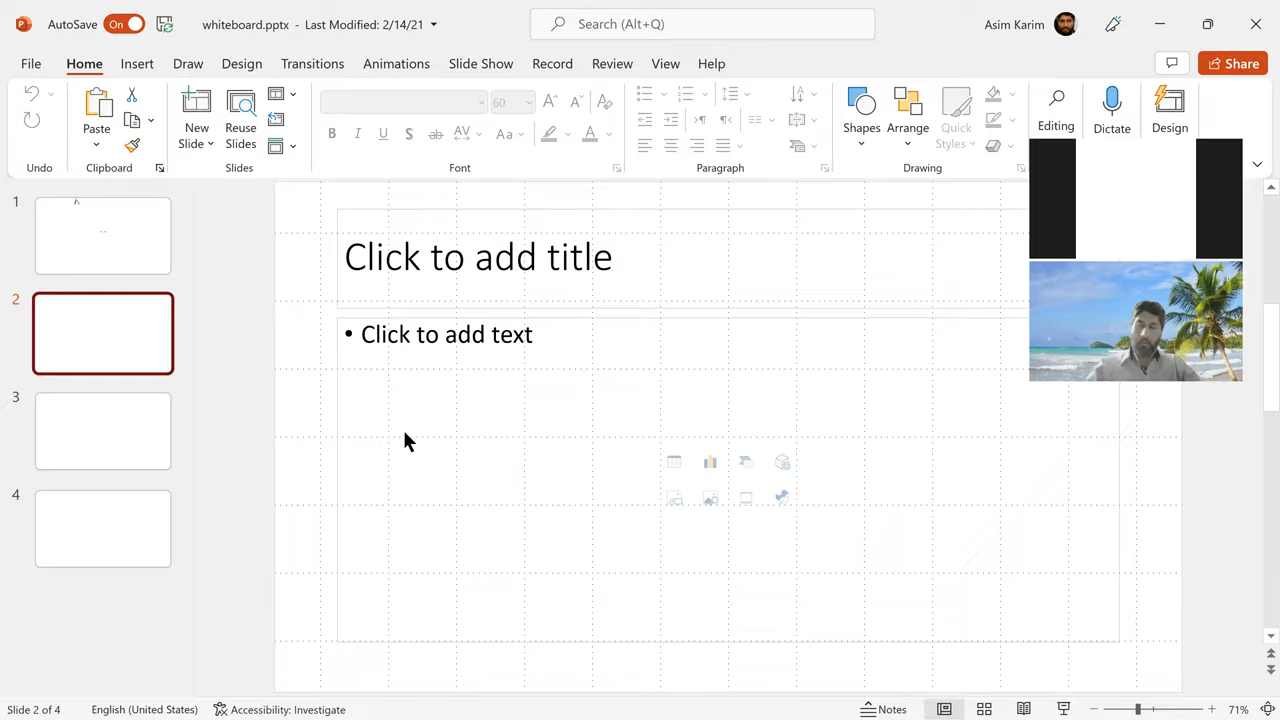 AutoSave On whiteboard.pptx - Last Modified: 2/14/21 Search (Alt+Q) Asim Karim
File Home Insert Draw Design Transitions Animations Slide Show Record Review View Help Share
60
Paste New Slide Reuse Slides B I U S ab AV Aa A Shapes Arrange Quick Styles Editing Dictate Design
Undo Clipboard Slides Font Paragraph Drawing
1
2
3
4
Click to add title
• Click to add text
Slide 2 of 4 English (United States) Accessibility: Investigate Notes 71%